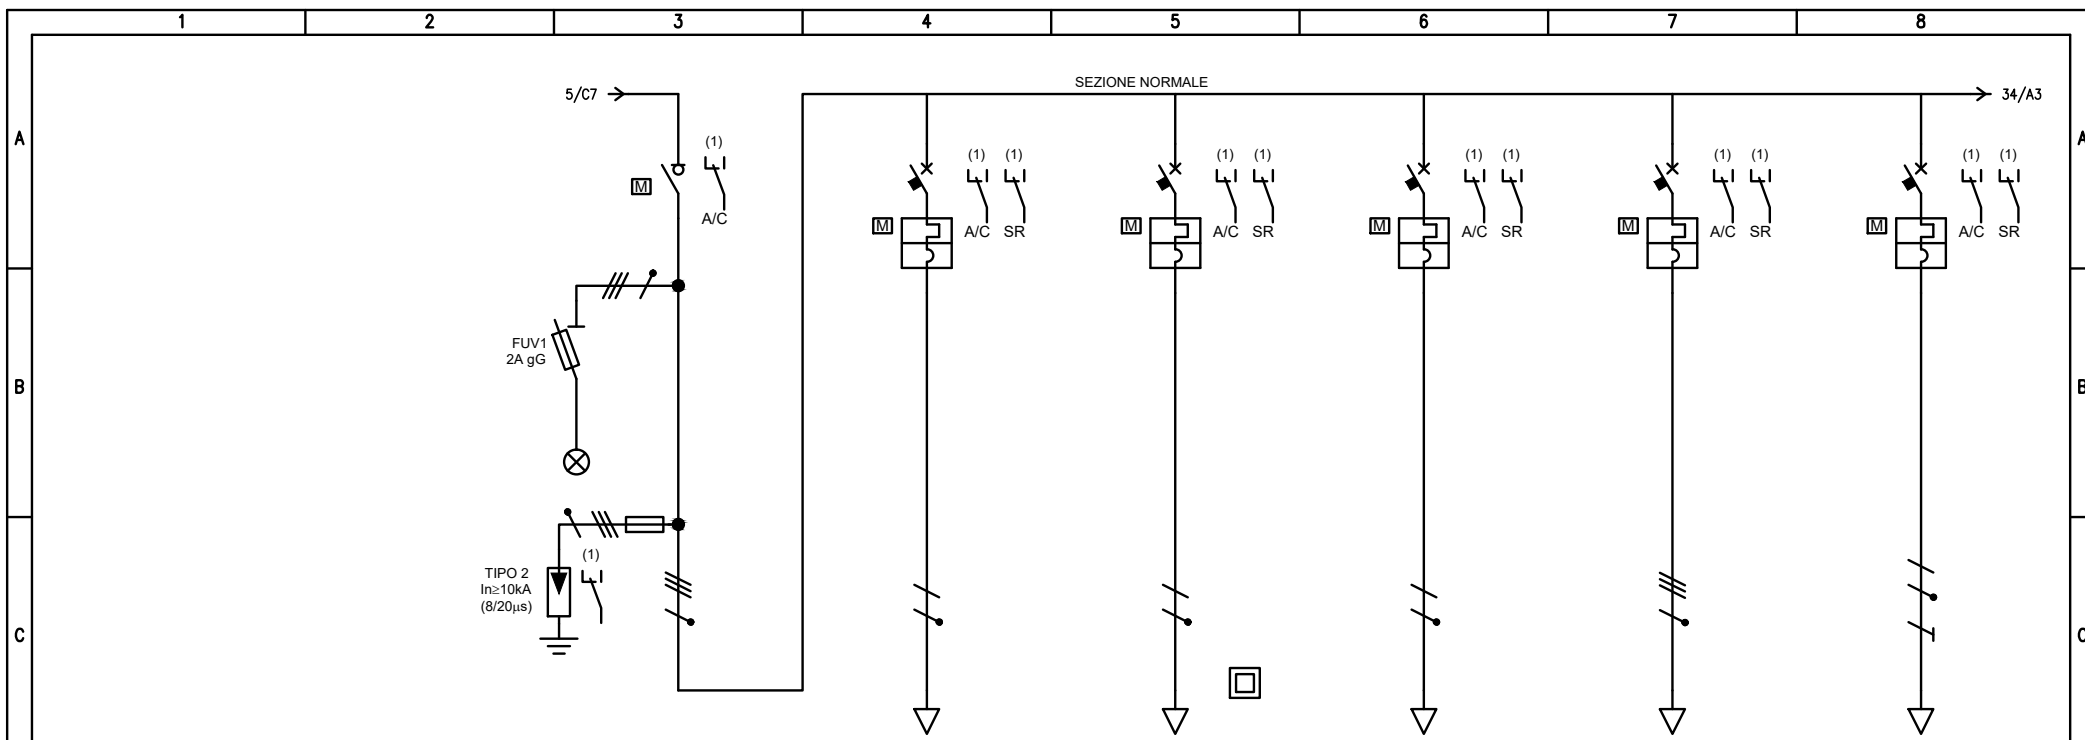 1 2 3 4 5 6 7 8
SEZIONE NORMALE
5/C7
34/A3
A
A
(1)
M
A/C
(1) (1)
M
A/C SR
(1) (1)
M
A/C SR
(1) (1)
M
A/C SR
(1) (1)
M
A/C SR
(1) (1)
M
A/C SR
FUV1
2A gG
B
B
TIPO 2
In≥10kA
(8/20µs)
(1)
C
C